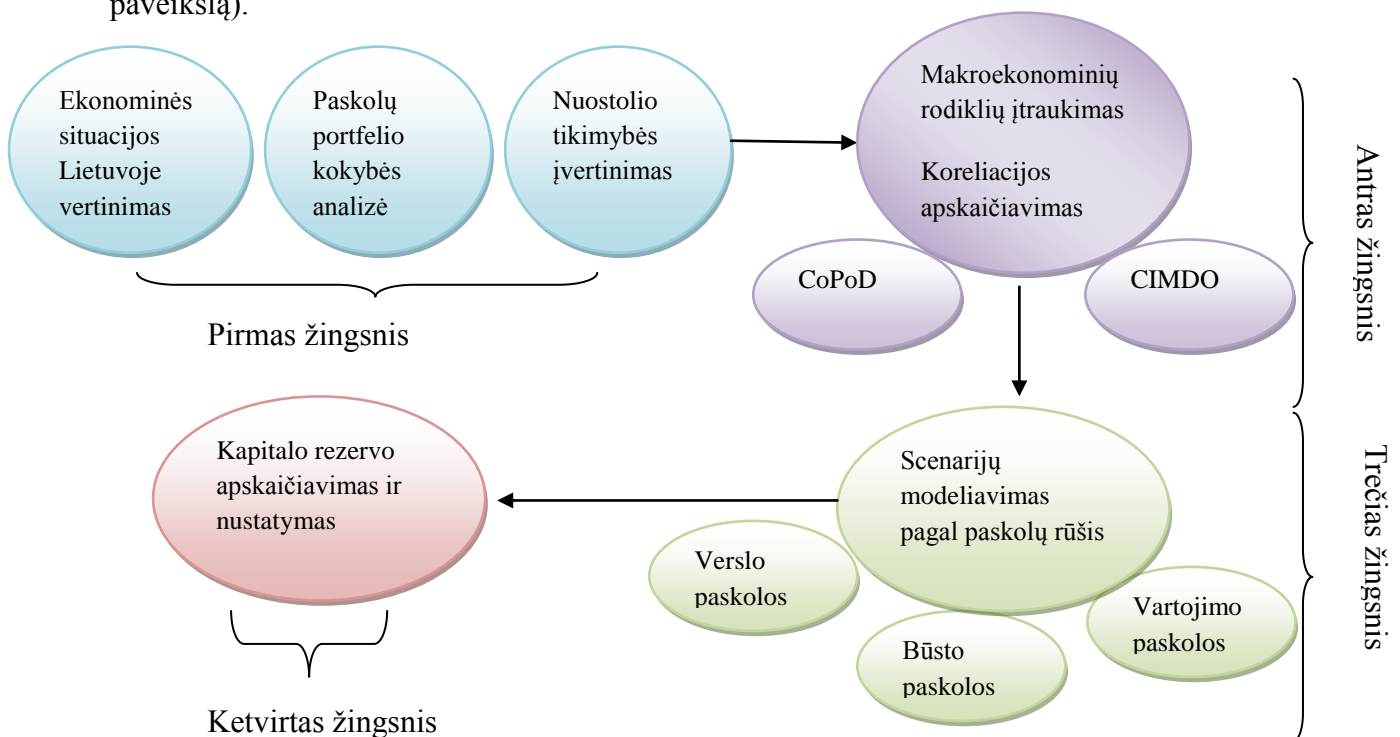 paveikslą).
Ekonominės
situacijos
Lietuvoje
vertinimas
Paskolų
portfelio
kokybės
analizė
Nuostolio
tikimybės
įvertinimas
Makroekonominių
rodiklių įtraukimas
Koreliacijos
apskaičiavimas
CoPoD
CIMDO
Antras žingsnis
Pirmas žingsnis
Kapitalo rezervo
apskaičiavimas ir
nustatymas
Scenarijų
modeliavimas
pagal paskolų rūšis
Verslo
paskolos
Būsto
paskolos
Vartojimo
paskolos
Trečias žingsnis
Ketvirtas žingsnis